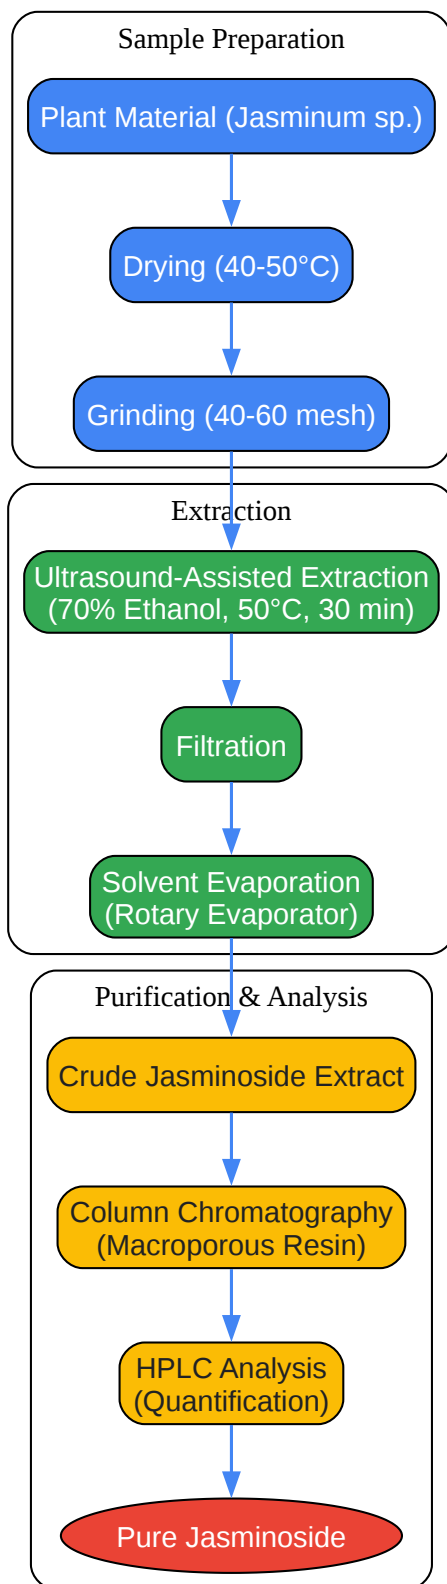 Sample Preparation
Plant Material (Jasminum sp.)
Drying (40-50°C)
Grinding (40-60 mesh)
Extraction
Ultrasound-Assisted Extraction
(70% Ethanol, 50°C, 30 min)
Filtration
Solvent Evaporation
(Rotary Evaporator)
Purification & Analysis
Crude Jasminoside Extract
Column Chromatography
(Macroporous Resin)
HPLC Analysis
(Quantification)
Pure Jasminoside